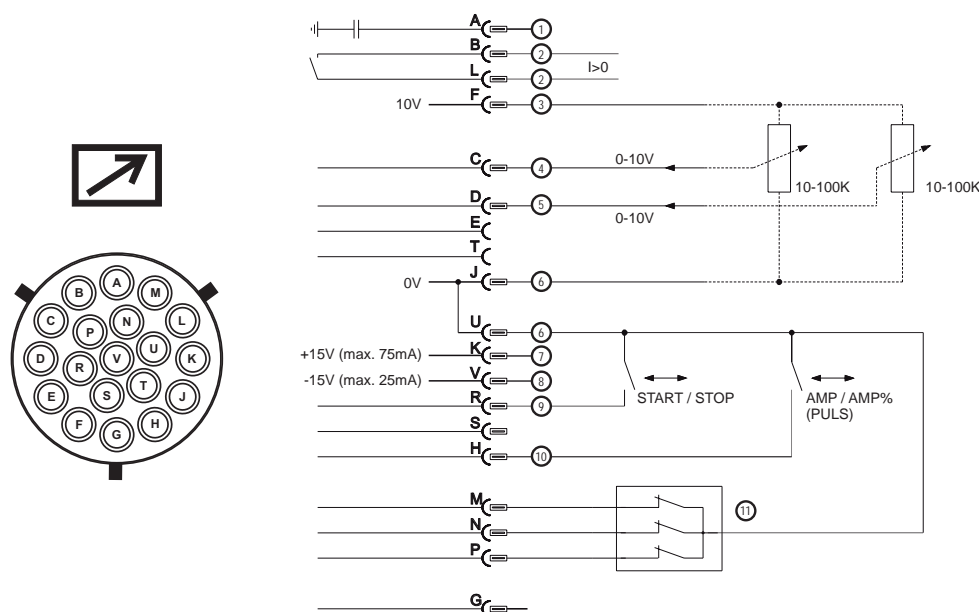 A 1
B 2
I>0
L 2
10V F 3
C 4 0-10V
10-100K 10-100K
D 5 0-10V
E
T
0V J 6
U 6
+15V (max. 75mA) K 7
-15V (max. 25mA) V 8
R 9
START / STOP AMP / AMP%
(PULS)
S
H 10
M 11
N
P
G
A
B M
C N L
P
U
D V K
R
T
E S J
F H
G